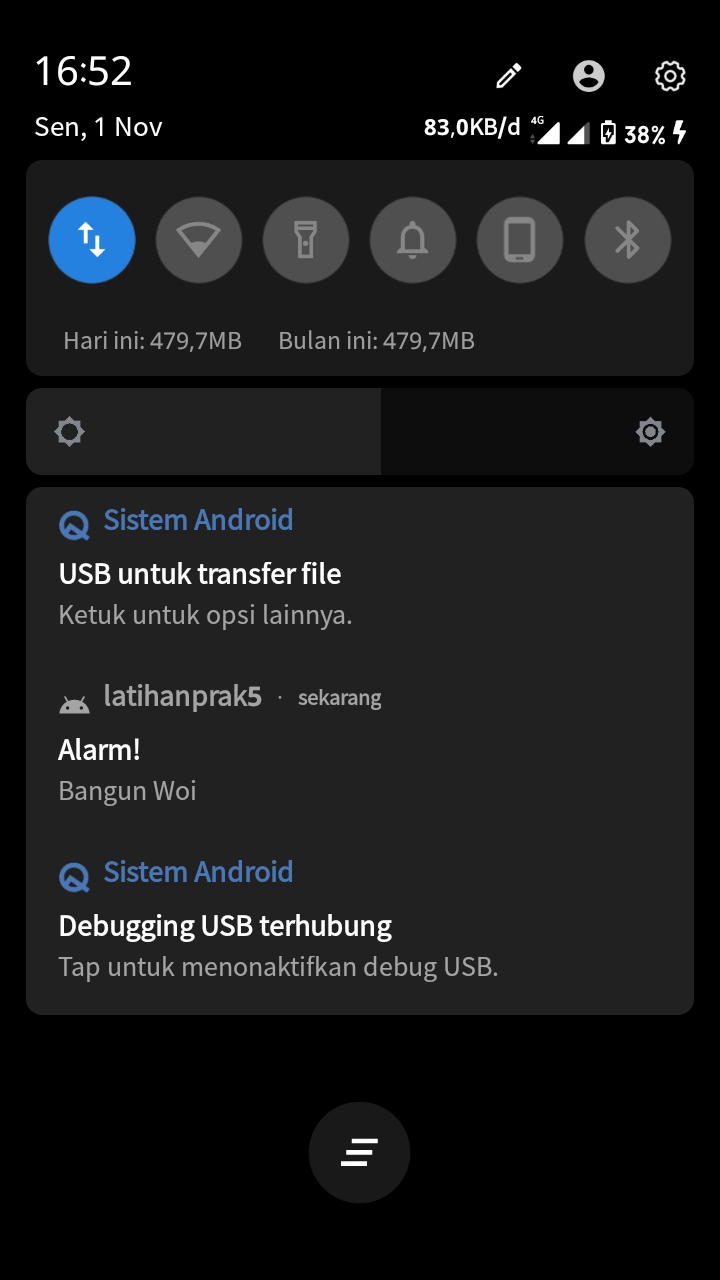 16:52
Sen, 1 Nov
83,0KB/d 4G 38%
Hari ini: 479,7MB Bulan ini: 479,7MB
Sistem Android
USB untuk transfer file
Ketuk untuk opsi lainnya.
latihanprak5 · sekarang
Alarm!
Bangun Woi
Sistem Android
Debugging USB terhubung
Tap untuk menonaktifkan debug USB.